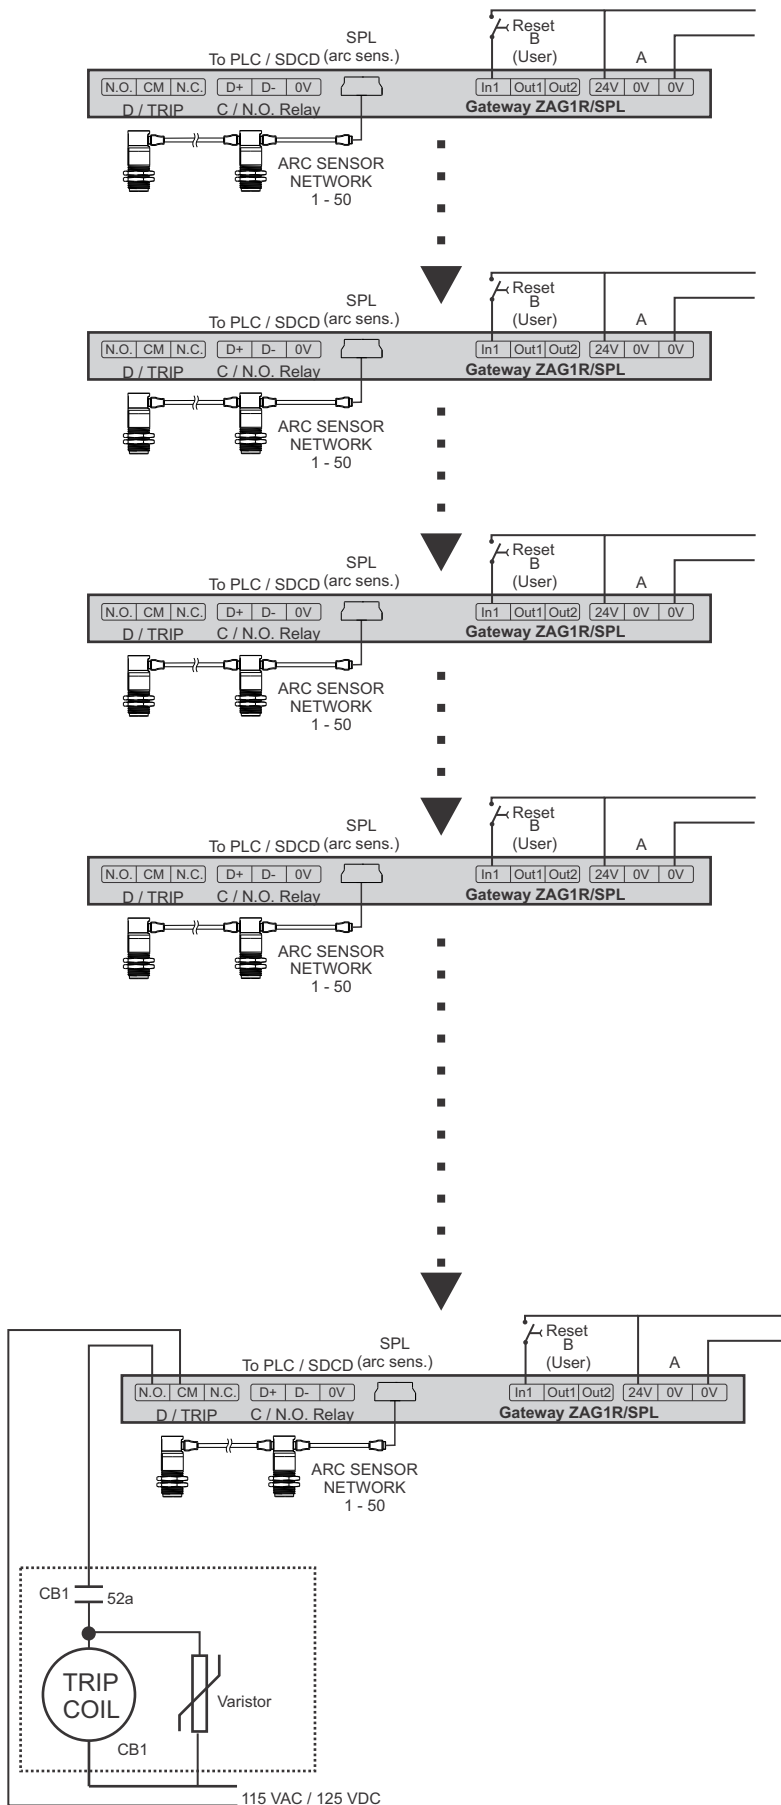 Reset
SPL
B
To PLC / SDCD (arc sens.)
(User)
A
N.O. CM N.C. D+ D- 0V In1 Out1 Out2 24V 0V 0V
D / TRIP C / N.O. Relay Gateway ZAG1R/SPL
ARC SENSOR
NETWORK
1 - 50
Reset
SPL
B
To PLC / SDCD (arc sens.)
(User)
A
N.O. CM N.C. D+ D- 0V In1 Out1 Out2 24V 0V 0V
D / TRIP C / N.O. Relay Gateway ZAG1R/SPL
ARC SENSOR
NETWORK
1 - 50
Reset
SPL
B
To PLC / SDCD (arc sens.)
(User)
A
N.O. CM N.C. D+ D- 0V In1 Out1 Out2 24V 0V 0V
D / TRIP C / N.O. Relay Gateway ZAG1R/SPL
ARC SENSOR
NETWORK
1 - 50
Reset
SPL
B
To PLC / SDCD (arc sens.)
(User)
A
N.O. CM N.C. D+ D- 0V In1 Out1 Out2 24V 0V 0V
D / TRIP C / N.O. Relay Gateway ZAG1R/SPL
ARC SENSOR
NETWORK
1 - 50
Reset
SPL
B
To PLC / SDCD (arc sens.)
(User)
A
N.O. CM N.C. D+ D- 0V In1 Out1 Out2 24V 0V 0V
D / TRIP C / N.O. Relay Gateway ZAG1R/SPL
ARC SENSOR
NETWORK
1 - 50
CB1 52a
TRIP
COIL
Varistor
CB1
115 VAC / 125 VDC